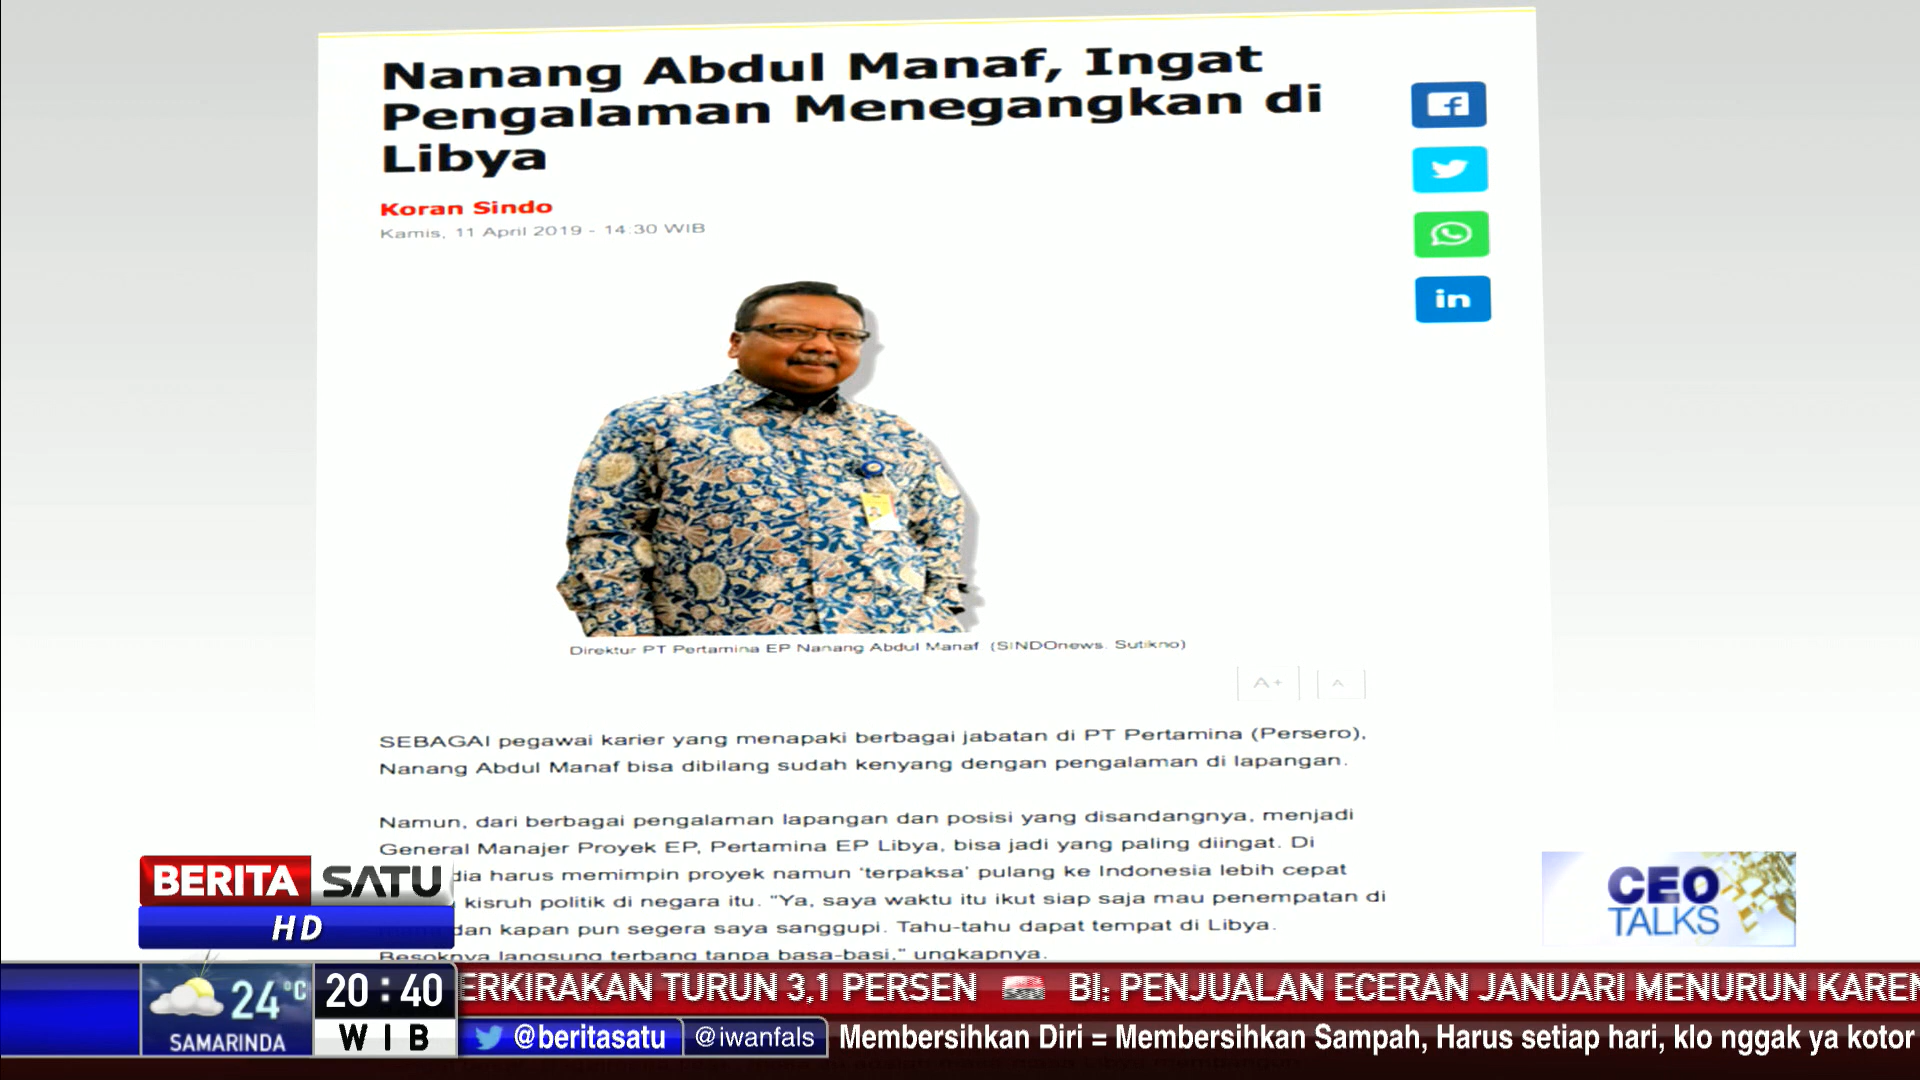 Nanang Abdul Manaf, Ingat
Pengalaman Menegangkan di
Libya
Koran Sindo
Kamis, 11 April 2019 - 14:30 WIB
Direktur PT Pertamina EP Nanang Abdul Manaf (SINDOnews. Sutikno)
A+
A
SEBAGAI pegawai karier yang menapaki berbagai jabatan di PT Pertamina (Persero),
Nanang Abdul Manaf bisa dibilang sudah kenyang dengan pengalaman di lapangan.
Namun, dari berbagai pengalaman lapangan dan posisi yang disandangnya, menjadi
General Manajer Proyek EP, Pertamina EP Libya, bisa jadi yang paling diingat. Di
dia harus memimpin proyek namun 'terpaksa' pulang ke Indonesia lebih cepat
kisruh politik di negara itu. "Ya, saya waktu itu ikut siap saja mau penempatan di
dan kapan pun segera saya sanggupi. Tahu-tahu dapat tempat di Libya.
Besoknya langsung terbang tanpa basa-basi," ungkapnya.
BERITA SATU
HD
CEO
TALKS
24°C
SAMARINDA
20:40
WIB
ERKIRAKAN TURUN 3,1 PERSEN BI: PENJUALAN ECERAN JANUARI MENURUN KAREN
@beritasatu @iwanfals Membersihkan Diri = Membersihkan Sampah, Harus setiap hari, klo nggak ya kotor